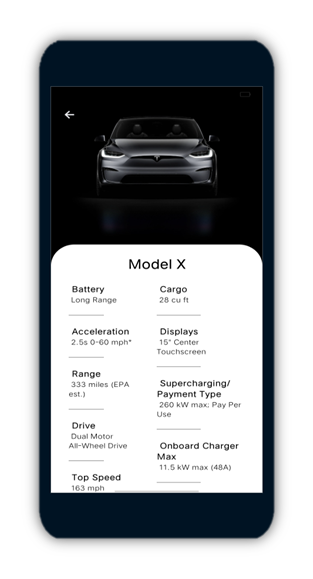 Model X
Battery
Long Range
Acceleration
2.5s 0-60 mph*
Range
333 miles (EPA
est.)
Drive
Dual Motor
All-Wheel Drive
Top Speed
163 mph
Cargo
28 cu ft
Displays
15" Center
Touchscreen
Supercharging/
Payment Type
260 kW max; Pay Per
Use
Onboard Charger
Max
11.5 kW max (48A)